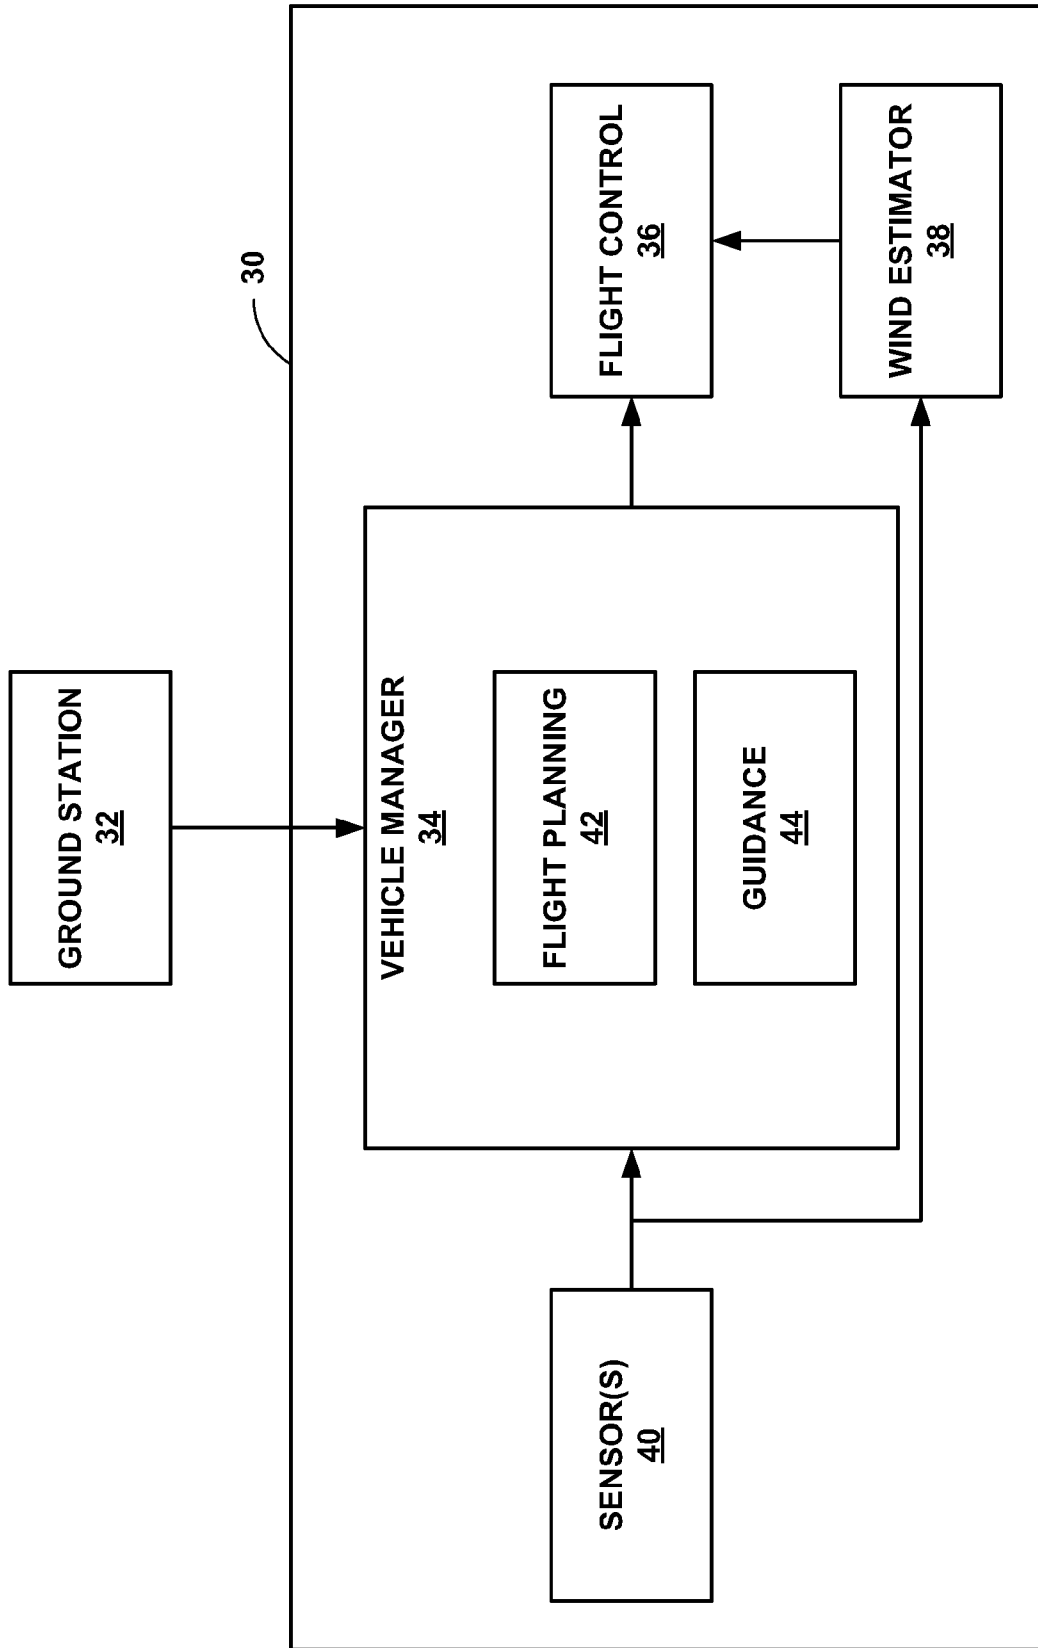 GROUND STATION
32
30
VEHICLE MANAGER
34
SENSOR(S)
40
FLIGHT PLANNING
42
GUIDANCE
44
FLIGHT CONTROL
36
WIND ESTIMATOR
38